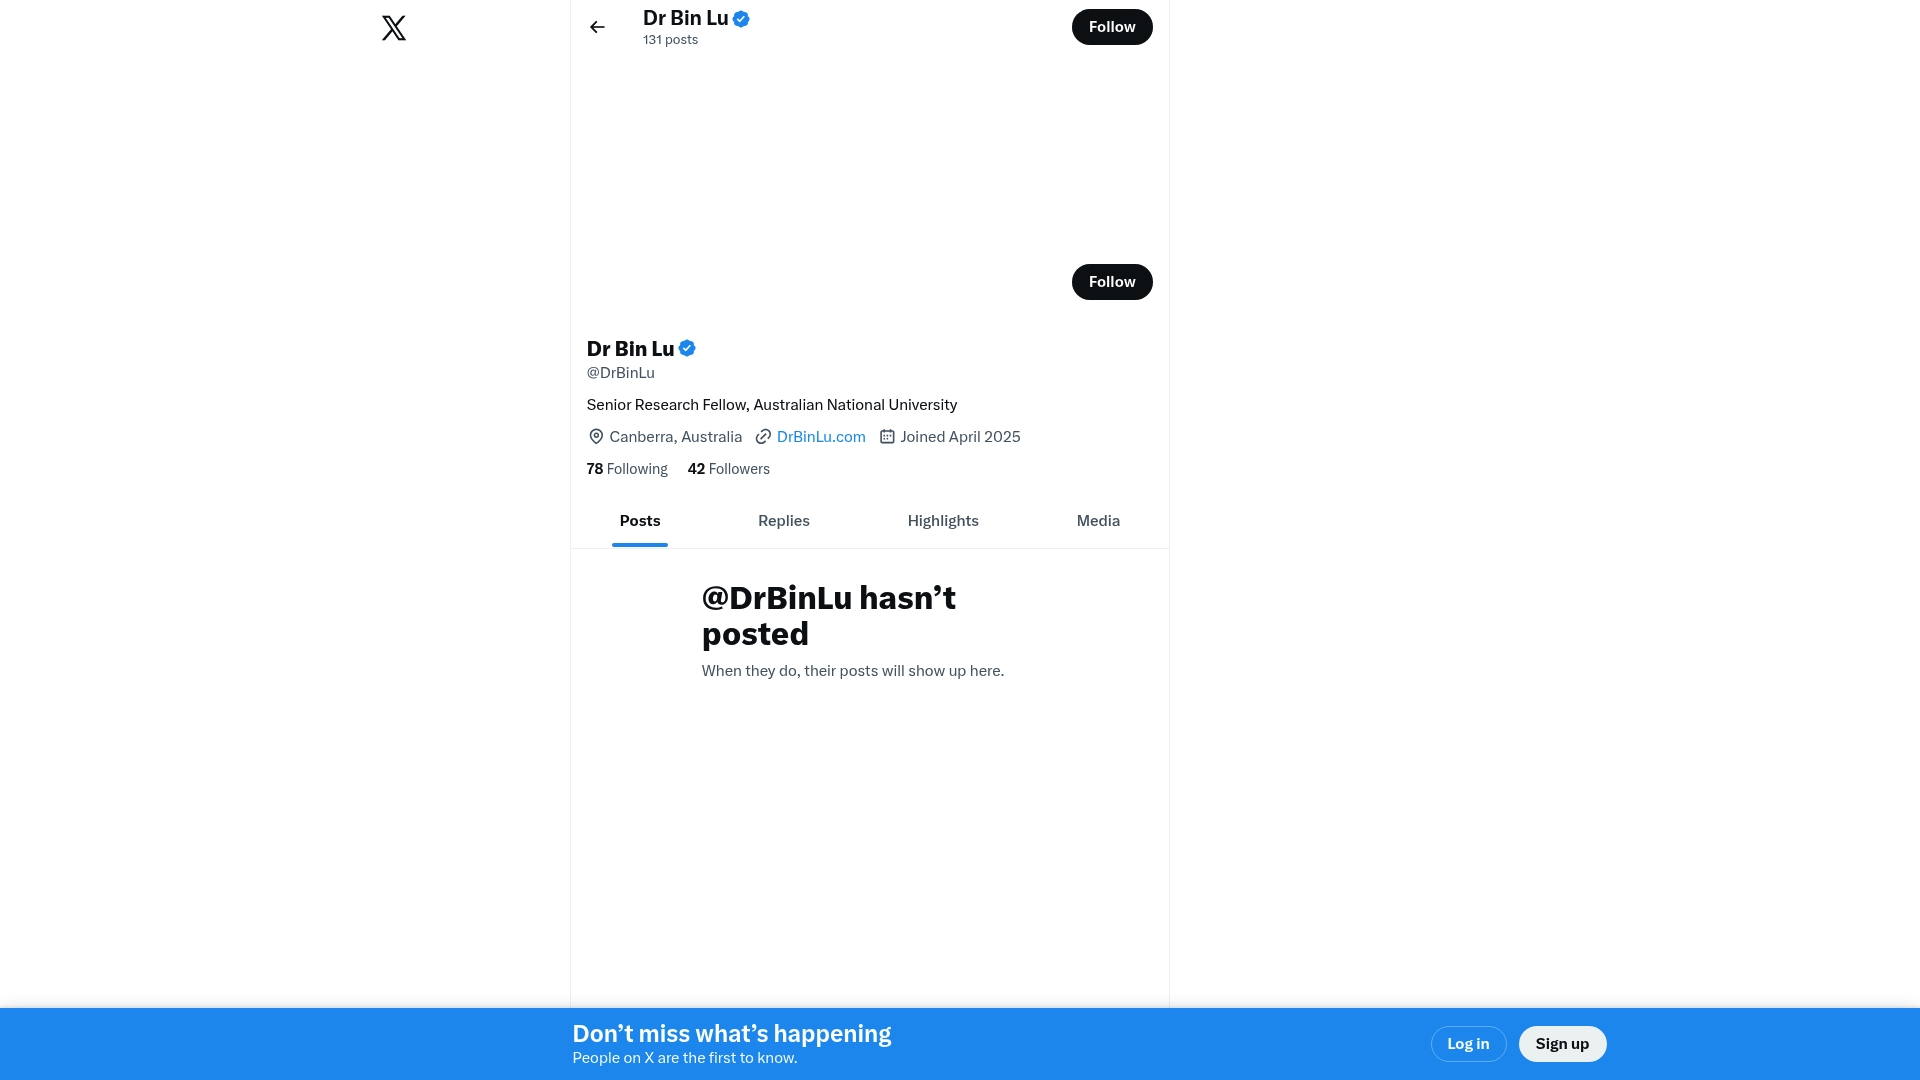 Dr Bin Lu
131 posts
Follow
Follow
Dr Bin Lu
@DrBinLu
Senior Research Fellow, Australian National University
Canberra, Australia DrBinLu.com Joined April 2025
78 Following 42 Followers
Posts Replies Highlights Media
@DrBinLu hasn’t
posted
When they do, their posts will show up here.
Don’t miss what’s happening
People on X are the first to know.
Log in Sign up